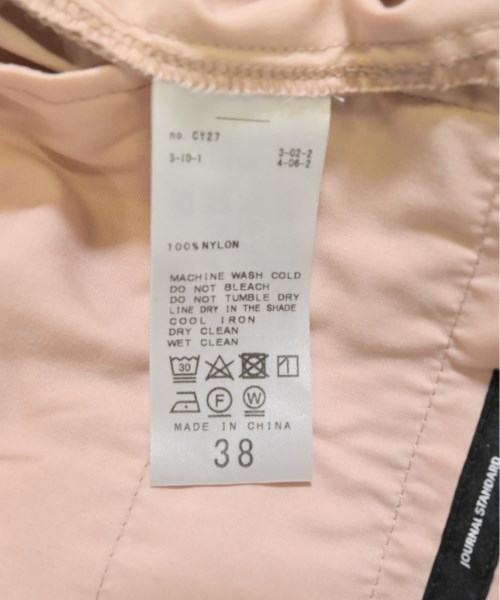 no. CY27
3-10-1 3-02-2
4-06-2
100% NYLON
MACHINE WASH COLD
DO NOT BLEACH
DO NOT TUMBLE DRY
LINE DRY IN THE SHADE
COOL IRON
DRY CLEAN
WET CLEAN
30
F W
MADE IN CHINA
38
JOURNAL STANDARD